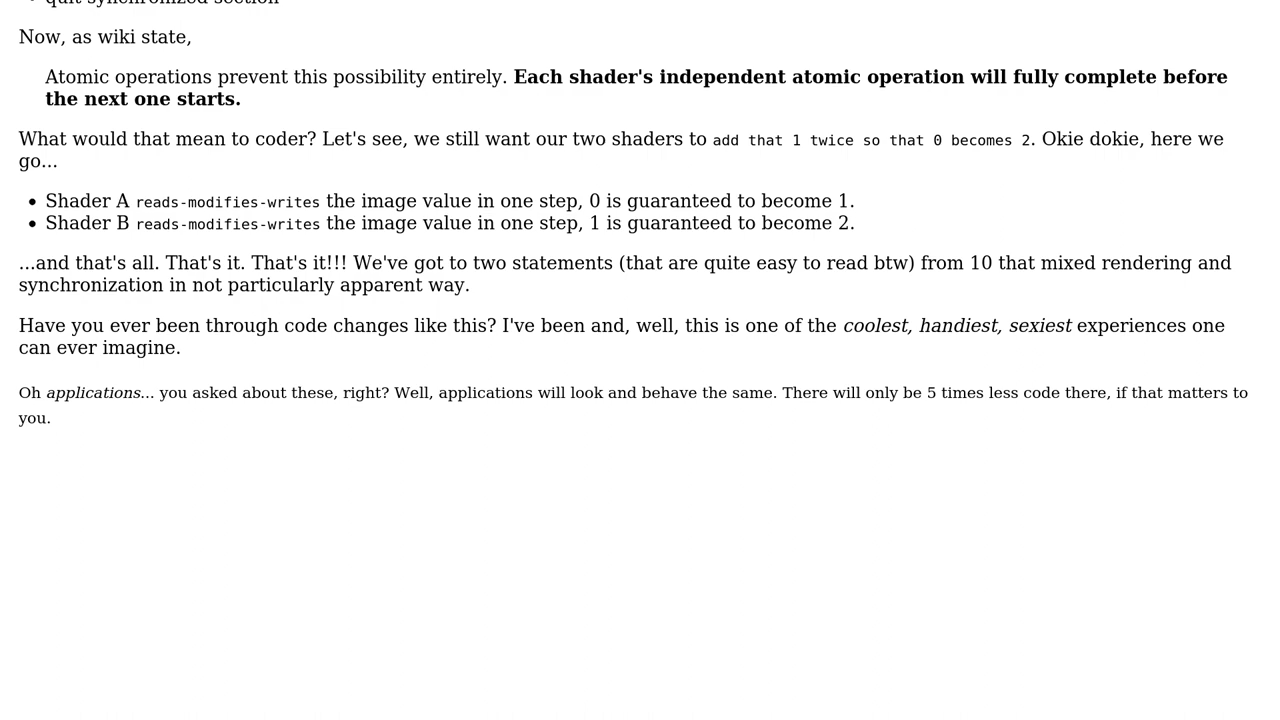 quit synchronized section
Now, as wiki state,
Atomic operations prevent this possibility entirely. Each shader's independent atomic operation will fully complete before
the next one starts.
What would that mean to coder? Let's see, we still want our two shaders to add that 1 twice so that 0 becomes 2. Okie dokie, here we
go...
• Shader A reads-modifies-writes the image value in one step, 0 is guaranteed to become 1.
• Shader B reads-modifies-writes the image value in one step, 1 is guaranteed to become 2.
...and that's all. That's it. That's it!!! We've got to two statements (that are quite easy to read btw) from 10 that mixed rendering and
synchronization in not particularly apparent way.
Have you ever been through code changes like this? I've been and, well, this is one of the coolest, handiest, sexiest experiences one
can ever imagine.
Oh applications... you asked about these, right? Well, applications will look and behave the same. There will only be 5 times less code there, if that matters to
you.